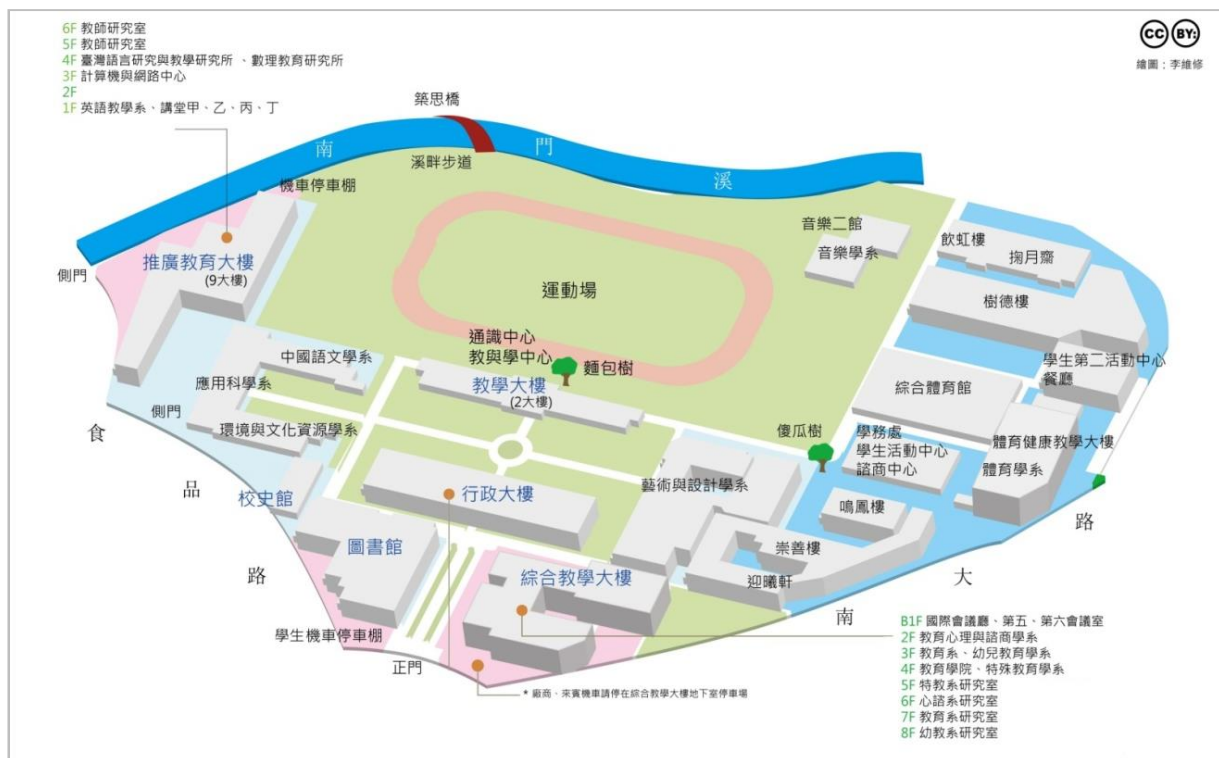 6F 教師研究室
5F 教師研究室
4F 臺灣語言研究與教學研究所 、數理教育研究所
3F 計算機與網路中心
2F
1F 英語教學系、講堂甲、乙、丙、丁
CC BY:
繪圖：李維修
築思橋
南門溪
溪畔步道
機車停車棚
側門
推廣教育大樓
(9大樓)
音樂二館
音樂學系
飲虹樓
掬月齋
樹德樓
運動場
通識中心
教與學中心
麵包樹
教學大樓
(2大樓)
中國語文學系
應用科學系
側門
環境與文化資源學系
學生第二活動中心
餐廳
綜合體育館
傻瓜樹
學務處
學生活動中心
諮商中心
體育健康教學大樓
體育學系
藝術與設計學系
鳴鳳樓
崇善樓
迎曦軒
行政大樓
校史館
圖書館
綜合教學大樓
食品路
南大路
學生機車停車棚
正門
* 廠商、來賓機車請停在綜合教學大樓地下室停車場
B1F 國際會議廳、第五、第六會議室
2F 教育心理與諮商學系
3F 教育系、幼兒教育學系
4F 教育學院、特殊教育學系
5F 特教系研究室
6F 心諮系研究室
7F 教育系研究室
8F 幼教系研究室